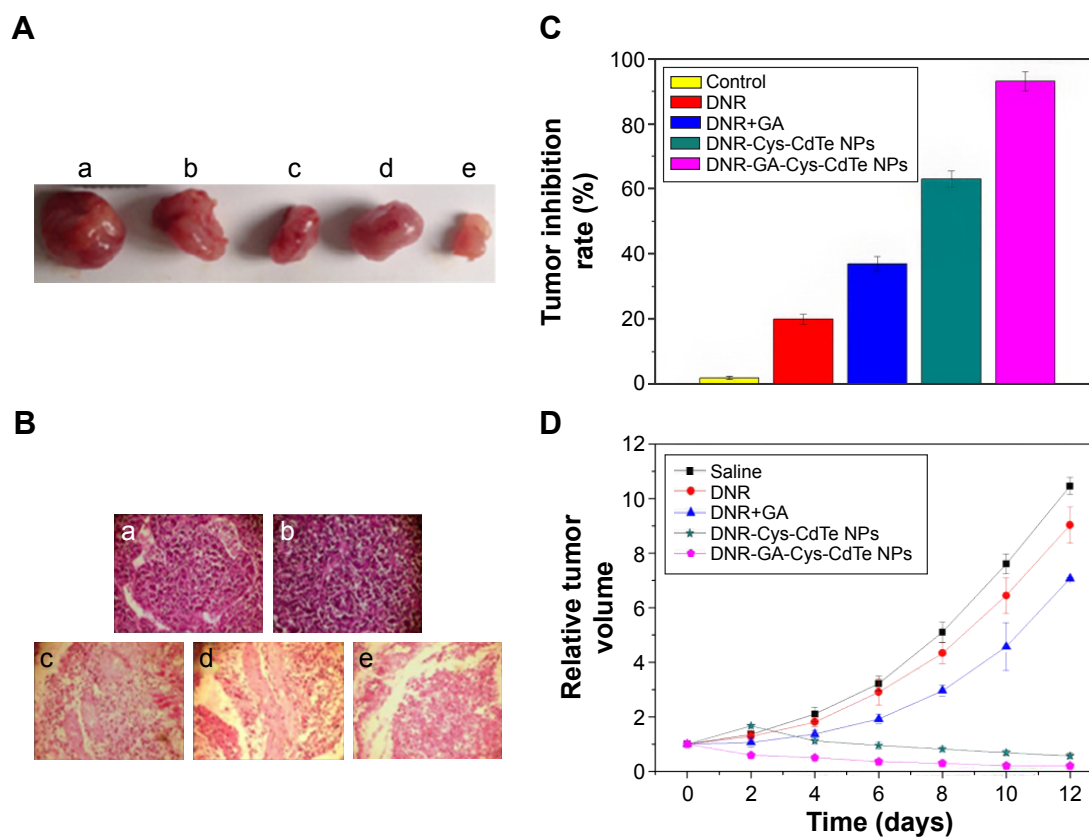 A
a b c d e
B
a b
c d e
C
Tumor inhibition
rate (%)
100
80
60
40
20
0
Control
DNR
DNR+GA
DNR-Cys-CdTe NPs
DNR-GA-Cys-CdTe NPs
D
Relative tumor
volume
12
10
8
6
4
2
0
Saline
DNR
DNR+GA
DNR-Cys-CdTe NPs
DNR-GA-Cys-CdTe NPs
0 2 4 6 8 10 12
Time (days)